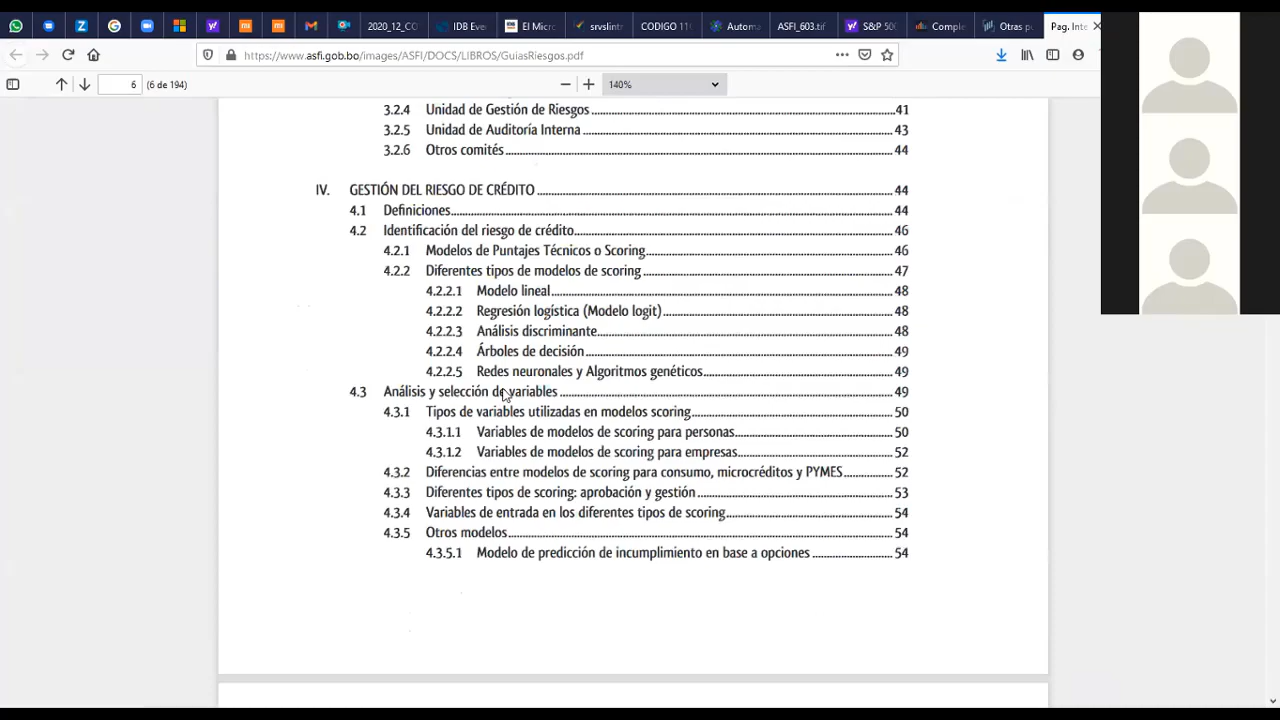 2020_12_CO
IDB Eve
El Micro
srvslints
CODIGO 11
Automa
ASFI_603.tif
S&P 500
Comple
Otras p
Pag. Inte
https://www.asfi.gob.bo/images/ASFI/DOCS/LIBROS/GuiasRiesgos.pdf
6 (6 de 194)
140%
3.2.4 Unidad de Gestión de Riesgos 41
3.2.5 Unidad de Auditoría Interna 43
3.2.6 Otros comités 44
IV. GESTIÓN DEL RIESGO DE CRÉDITO 44
4.1 Definiciones 44
4.2 Identificación del riesgo de crédito 46
4.2.1 Modelos de Puntajes Técnicos o Scoring 46
4.2.2 Diferentes tipos de modelos de scoring 47
4.2.2.1 Modelo lineal 48
4.2.2.2 Regresión logística (Modelo logit) 48
4.2.2.3 Análisis discriminante 48
4.2.2.4 Árboles de decisión 49
4.2.2.5 Redes neuronales y Algoritmos genéticos 49
4.3 Análisis y selección de variables 49
4.3.1 Tipos de variables utilizadas en modelos scoring 50
4.3.1.1 Variables de modelos de scoring para personas 50
4.3.1.2 Variables de modelos de scoring para empresas 52
4.3.2 Diferencias entre modelos de scoring para consumo, microcréditos y PYMES 52
4.3.3 Diferentes tipos de scoring: aprobación y gestión 53
4.3.4 Variables de entrada en los diferentes tipos de scoring 54
4.3.5 Otros modelos 54
4.3.5.1 Modelo de predicción de incumplimiento en base a opciones 54